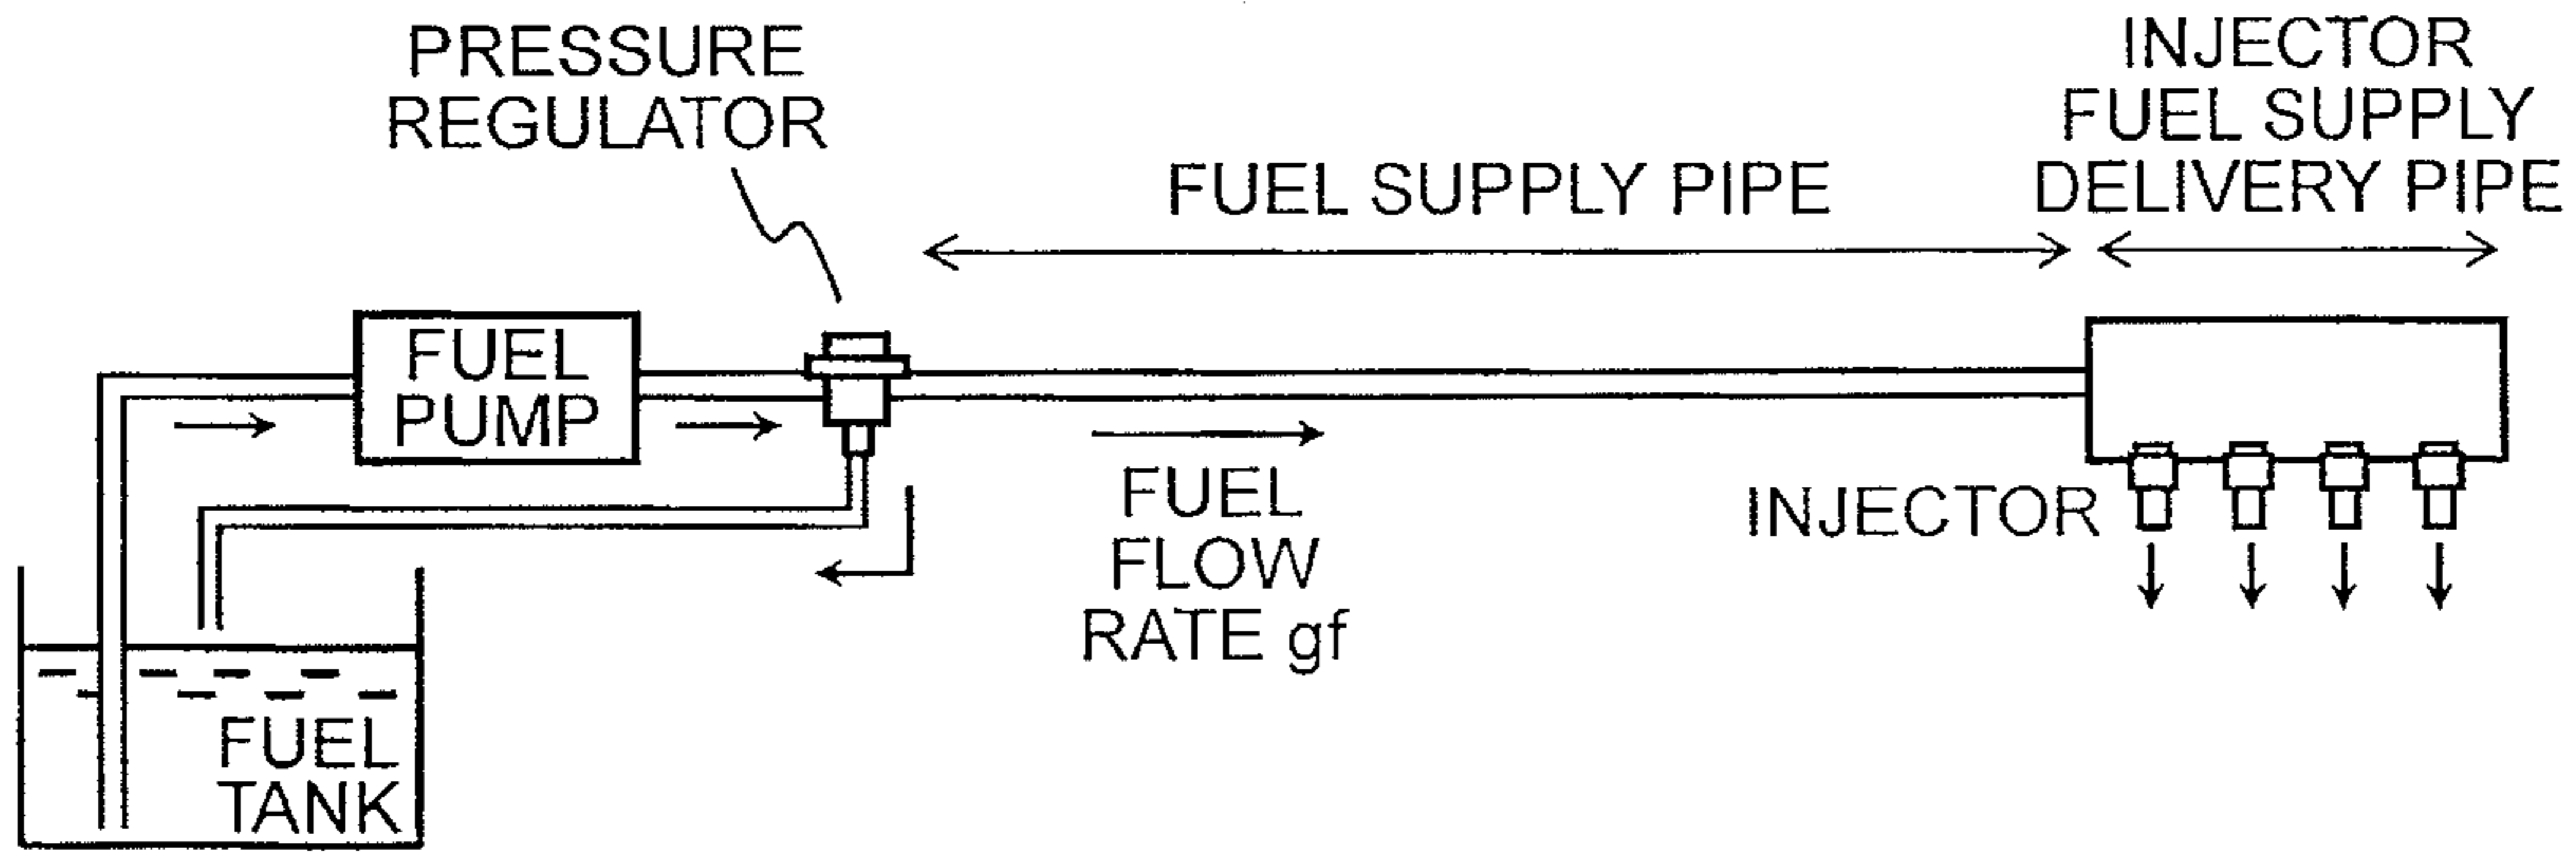 PRESSURE
REGULATOR
FUEL SUPPLY PIPE
INJECTOR
FUEL SUPPLY
DELIVERY PIPE
FUEL
PUMP
FUEL
FLOW
RATE gf
INJECTOR
FUEL
TANK